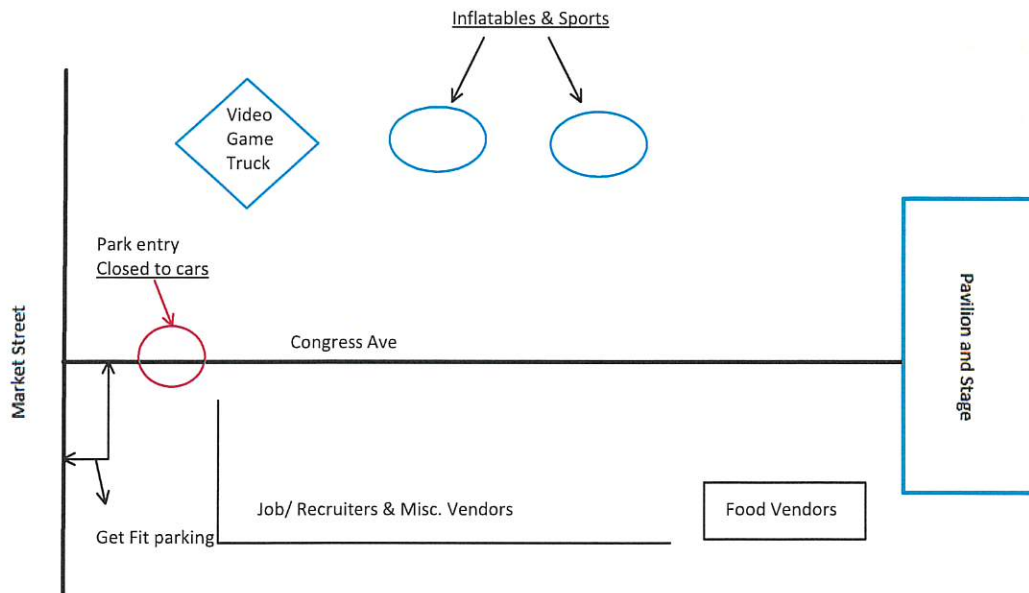 Inflatables & Sports
Video
Game
Truck
Park entry
Closed to cars
Market Street
Congress Ave
Pavilion and Stage
Job/ Recruiters & Misc. Vendors
Food Vendors
Get Fit parking